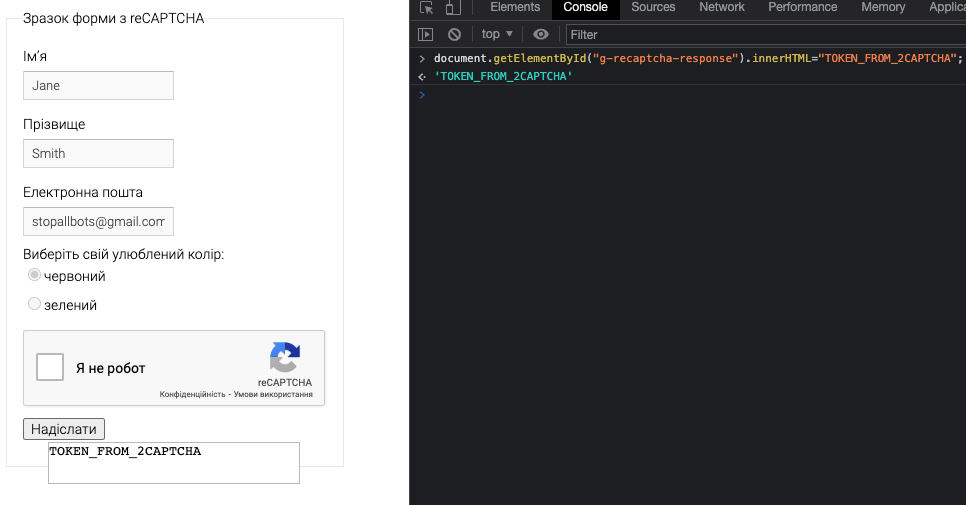 Зразок форми з reCAPTCHA
Ім’я
Jane
Прізвище
Smith
Електронна пошта
stopallbots@gmail.com
Виберіть свій улюблений колір:
червоний
зелений
Я не робот
reCAPTCHA
Конфіденційність - Умови використання
Надіслати
TOKEN_FROM_2CAPTCHA
Elements Console Sources Network Performance Memory Applic
top ▼ Filter
> document.getElementById("g-recaptcha-response").innerHTML="TOKEN_FROM_2CAPTCHA";
'TOKEN_FROM_2CAPTCHA'
>